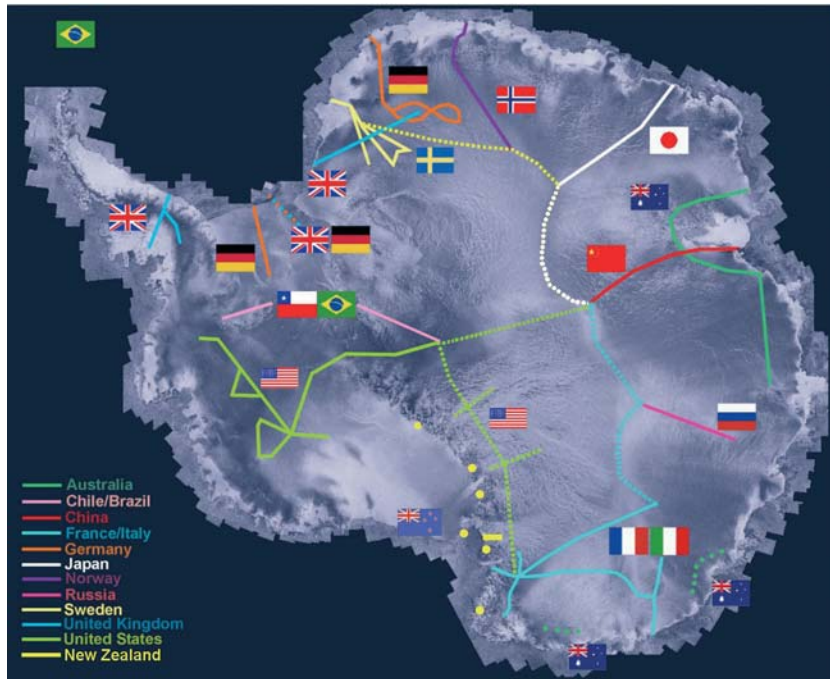 Australia
Chile/Brazil
China
France/Italy
Germany
Japan
Norway
Russia
Sweden
United Kingdom
United States
New Zealand